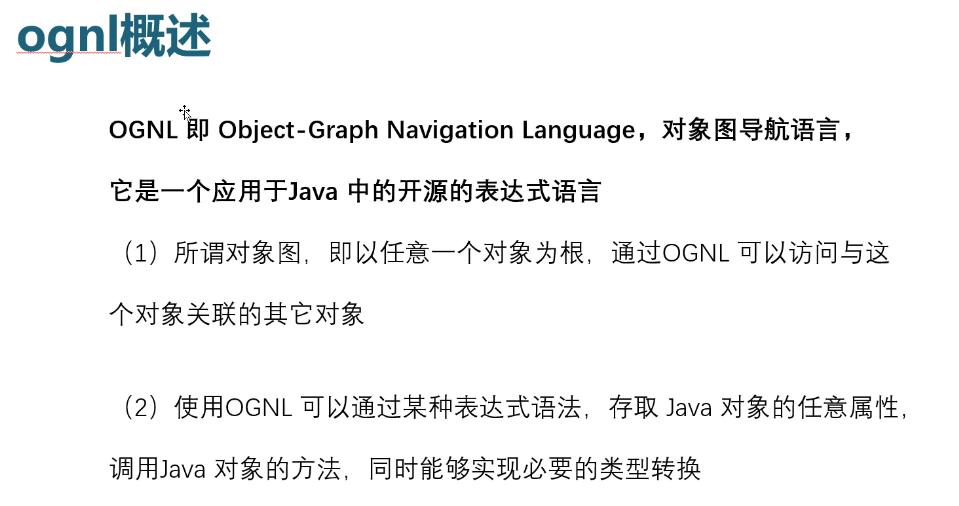 ognl概述
OGNL 即 Object-Graph Navigation Language，对象图导航语言，
它是一个应用于Java 中的开源的表达式语言
（1）所谓对象图，即以任意一个对象为根，通过OGNL 可以访问与这
个对象关联的其它对象
（2）使用OGNL 可以通过某种表达式语法，存取 Java 对象的任意属性，
调用Java 对象的方法，同时能够实现必要的类型转换